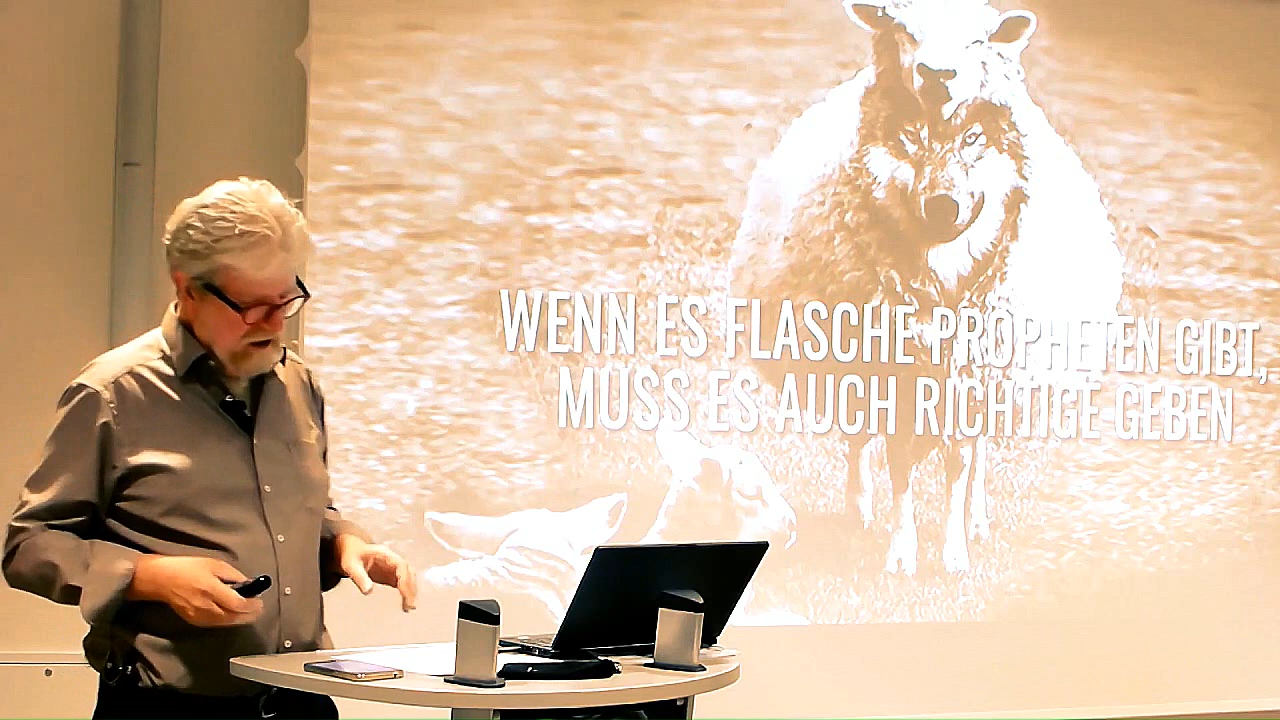 WENN ES FLASCHE PROPHETEN GIBT,
MUSS ES AUCH RICHTIGE GEBEN